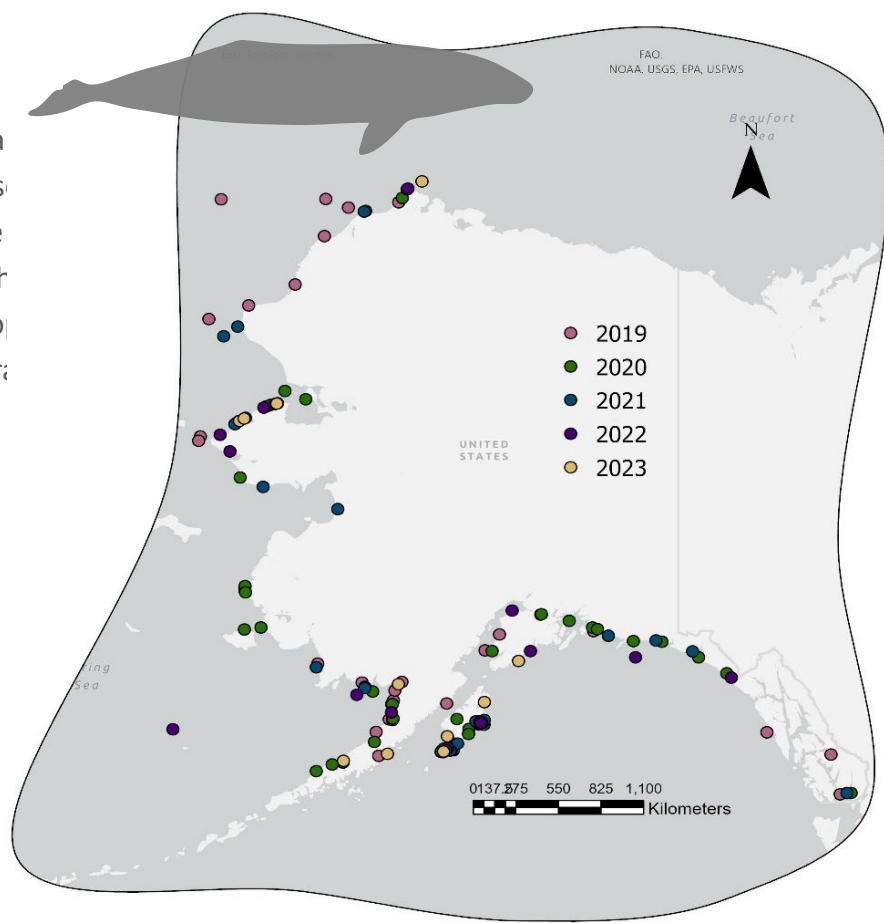 FAO,
NOAA, USGS, EPA, USFWS
Beaufort
Sea
N
a
e
2019
2020
2021
2022
2023
UNITED
STATES
Sea
550 825 1,100
Kilometers